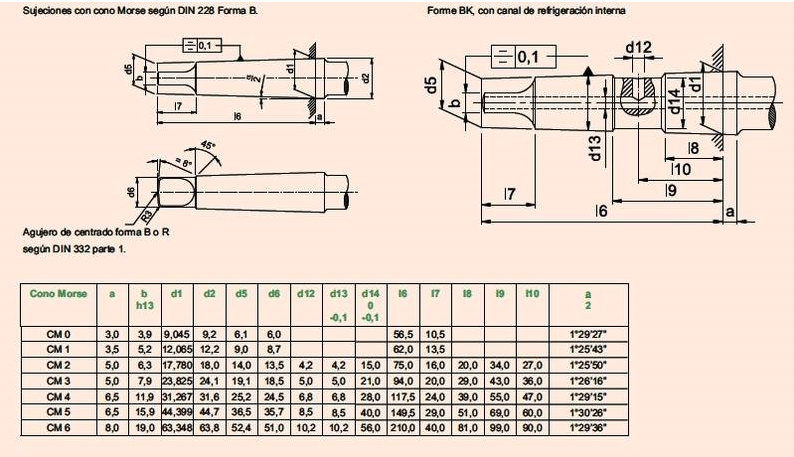 Sujeciones con cono Morse según DIN 228 Forma B.
Forme BK, con canal de refrigeración interna
0,1
d5
b
α/2
d1
d2
l7
l6
a
45°
= 8°
d6
R3
Agujero de centrado forma B o R
según DIN 332 parte 1.
0,1
d12
d5
b
d13
d14
d1
l8
l10
l7
l9
l6
a
Cono Morse a b h13 d1 d2 d5 d6 d12 d13 -0,1 d14 0 -0,1 l6 l7 l8 l9 l10 a 2
CM 0 3,0 3,9 9,045 9,2 6,1 6,0 56,5 10,5 1°29'27"
CM 1 3,5 5,2 12,065 12,2 9,0 8,7 62,0 13,5 1°25'43"
CM 2 5,0 6,3 17,780 18,0 14,0 13,5 4,2 4,2 15,0 75,0 16,0 20,0 34,0 27,0 1°25'50"
CM 3 5,0 7,9 23,825 24,1 19,1 18,5 5,0 5,0 21,0 94,0 20,0 29,0 43,0 36,0 1°26'16"
CM 4 6,5 11,9 31,267 31,6 25,2 24,5 6,8 6,8 28,0 117,5 24,0 39,0 55,0 47,0 1°29'15"
CM 5 6,5 15,9 44,399 44,7 36,5 35,7 8,5 8,5 40,0 149,5 29,0 51,0 69,0 60,0 1°30'26"
CM 6 8,0 19,0 63,348 63,8 52,4 51,0 10,2 10,2 56,0 210,0 40,0 81,0 99,0 90,0 1°29'36"